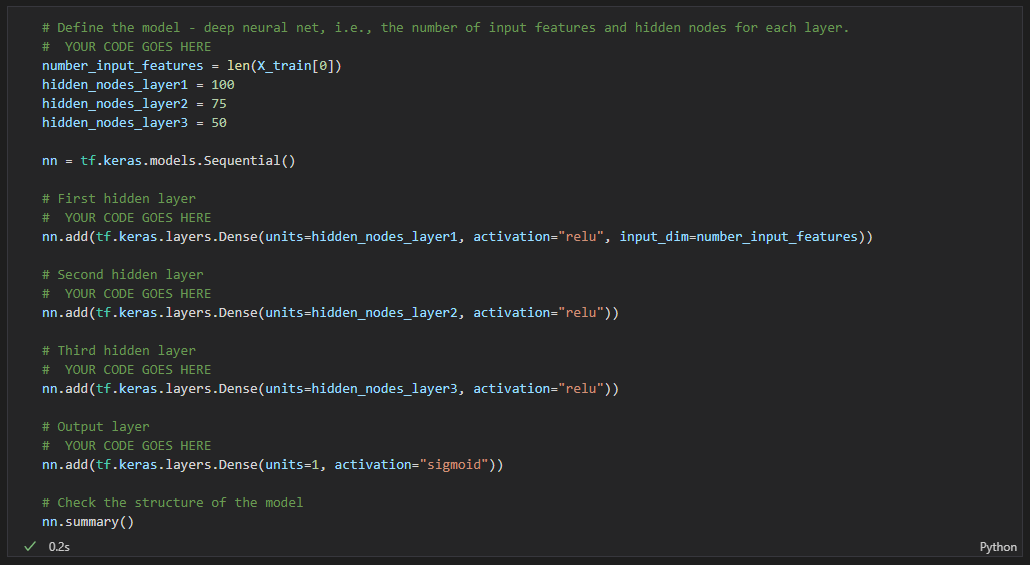 # Define the model - deep neural net, i.e., the number of input features and hidden nodes for each layer.
#  YOUR CODE GOES HERE
number_input_features = len(X_train[0])
hidden_nodes_layer1 = 100
hidden_nodes_layer2 = 75
hidden_nodes_layer3 = 50
nn = tf.keras.models.Sequential()
# First hidden layer
#  YOUR CODE GOES HERE
nn.add(tf.keras.layers.Dense(units=hidden_nodes_layer1, activation="relu", input_dim=number_input_features))
# Second hidden layer
#  YOUR CODE GOES HERE
nn.add(tf.keras.layers.Dense(units=hidden_nodes_layer2, activation="relu"))
# Third hidden layer
#  YOUR CODE GOES HERE
nn.add(tf.keras.layers.Dense(units=hidden_nodes_layer3, activation="relu"))
# Output layer
#  YOUR CODE GOES HERE
nn.add(tf.keras.layers.Dense(units=1, activation="sigmoid"))
# Check the structure of the model
nn.summary()
0.2s
Python